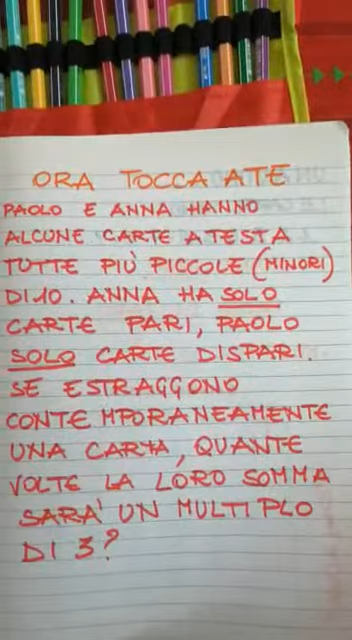 ORA TOCCA A TE
PAOLO E ANNA HANNO
ALCUNE CARTE A TESTA
TUTTE PIÙ PICCOLE (MINORI)
DI 10. ANNA HA SOLO
CARTE PARI, PAOLO
SOLO CARTE DISPARI.
SE ESTRAGGONO
CONTEMPORANEAMENTE
UNA CARTA, QUANTE
VOLTE LA LORO SOMMA
SARA' UN MULTIPLO
DI 3?